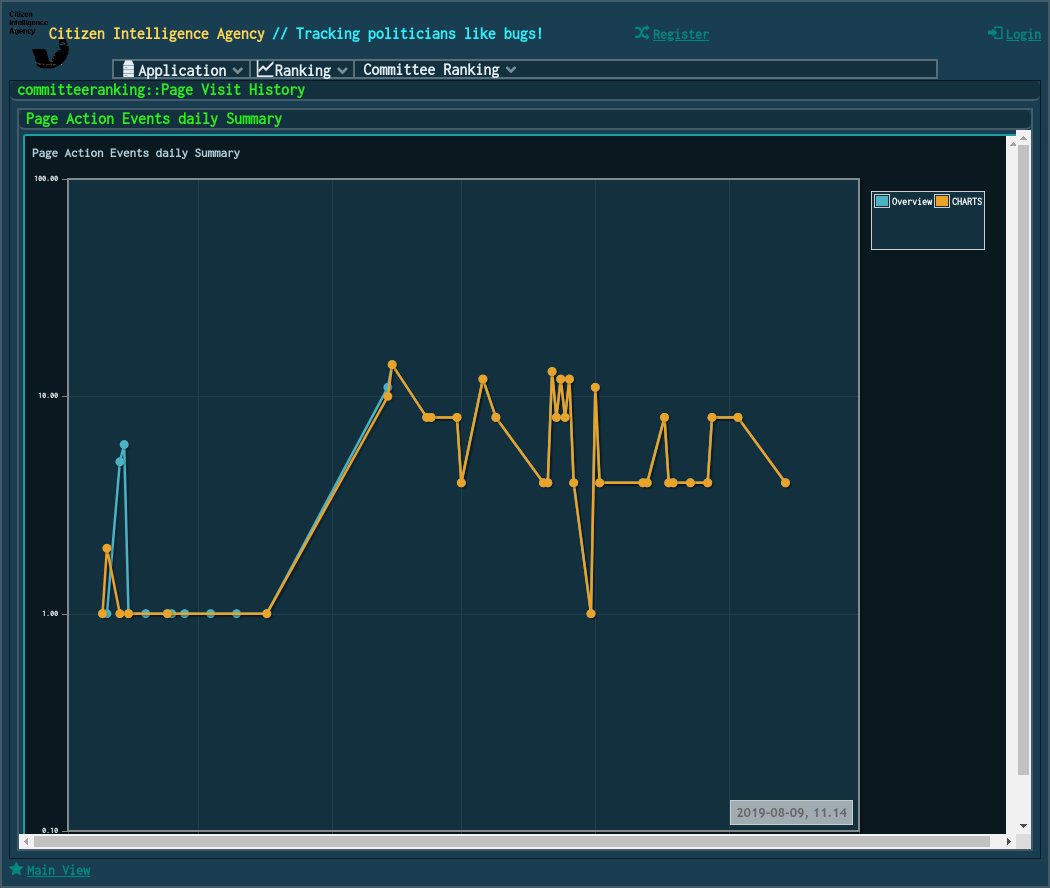 Citizen
Intelligence
Agency
Citizen Intelligence Agency // Tracking politicians like bugs!
Register
Login
Application
Ranking
Committee Ranking
committeeranking::Page Visit History
Page Action Events daily Summary
Page Action Events daily Summary
100.00
Overview
CHARTS
10.00
1.00
2019-08-09, 11.14
0.10
Main View